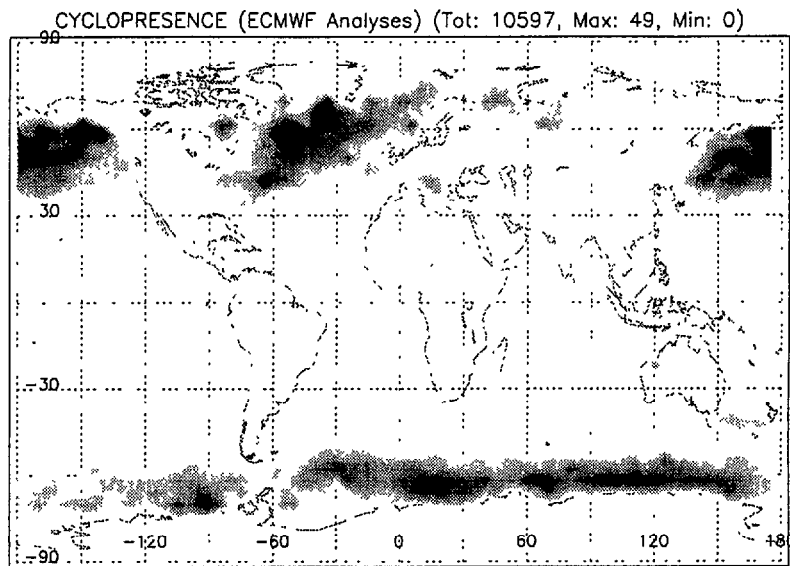 CYCLOPRESENCE (ECMWF Analyses) (Tot: 10597, Max: 49, Min: 0)
90
30
-30
-90
-120 -60 0 60 120 180